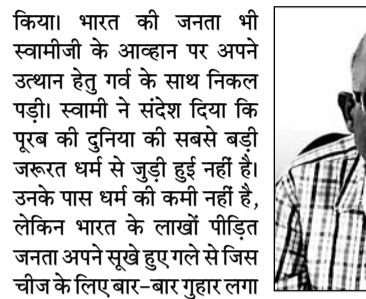 किया। भारत की जनता भी
स्वामीजी के आव्हान पर अपने
उत्थान हेतु गर्व के साथ निकल
पड़ी। स्वामी ने संदेश दिया कि
पूरब की दुनिया की सबसे बड़ी
जरूरत धर्म से जुड़ी हुई नहीं है।
उनके पास धर्म की कमी नहीं है,
लेकिन भारत के लाखों पीड़ित
जनता अपने सूखे हुए गले से जिस
चीज के लिए बार-बार गुहार लगा